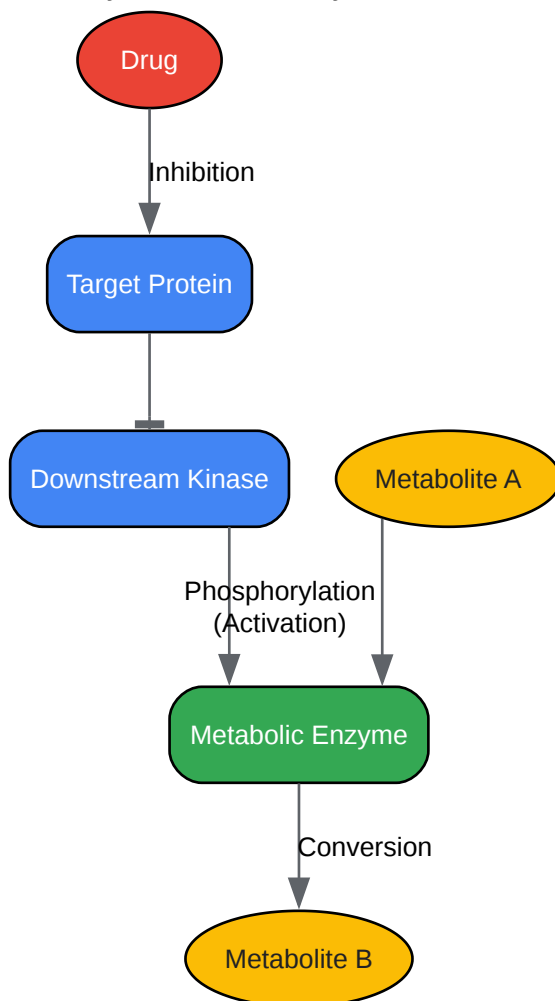 Drug
Inhibition
Target Protein
Downstream Kinase
Metabolite A
Phosphorylation
(Activation)
Metabolic Enzyme
Conversion
Metabolite B